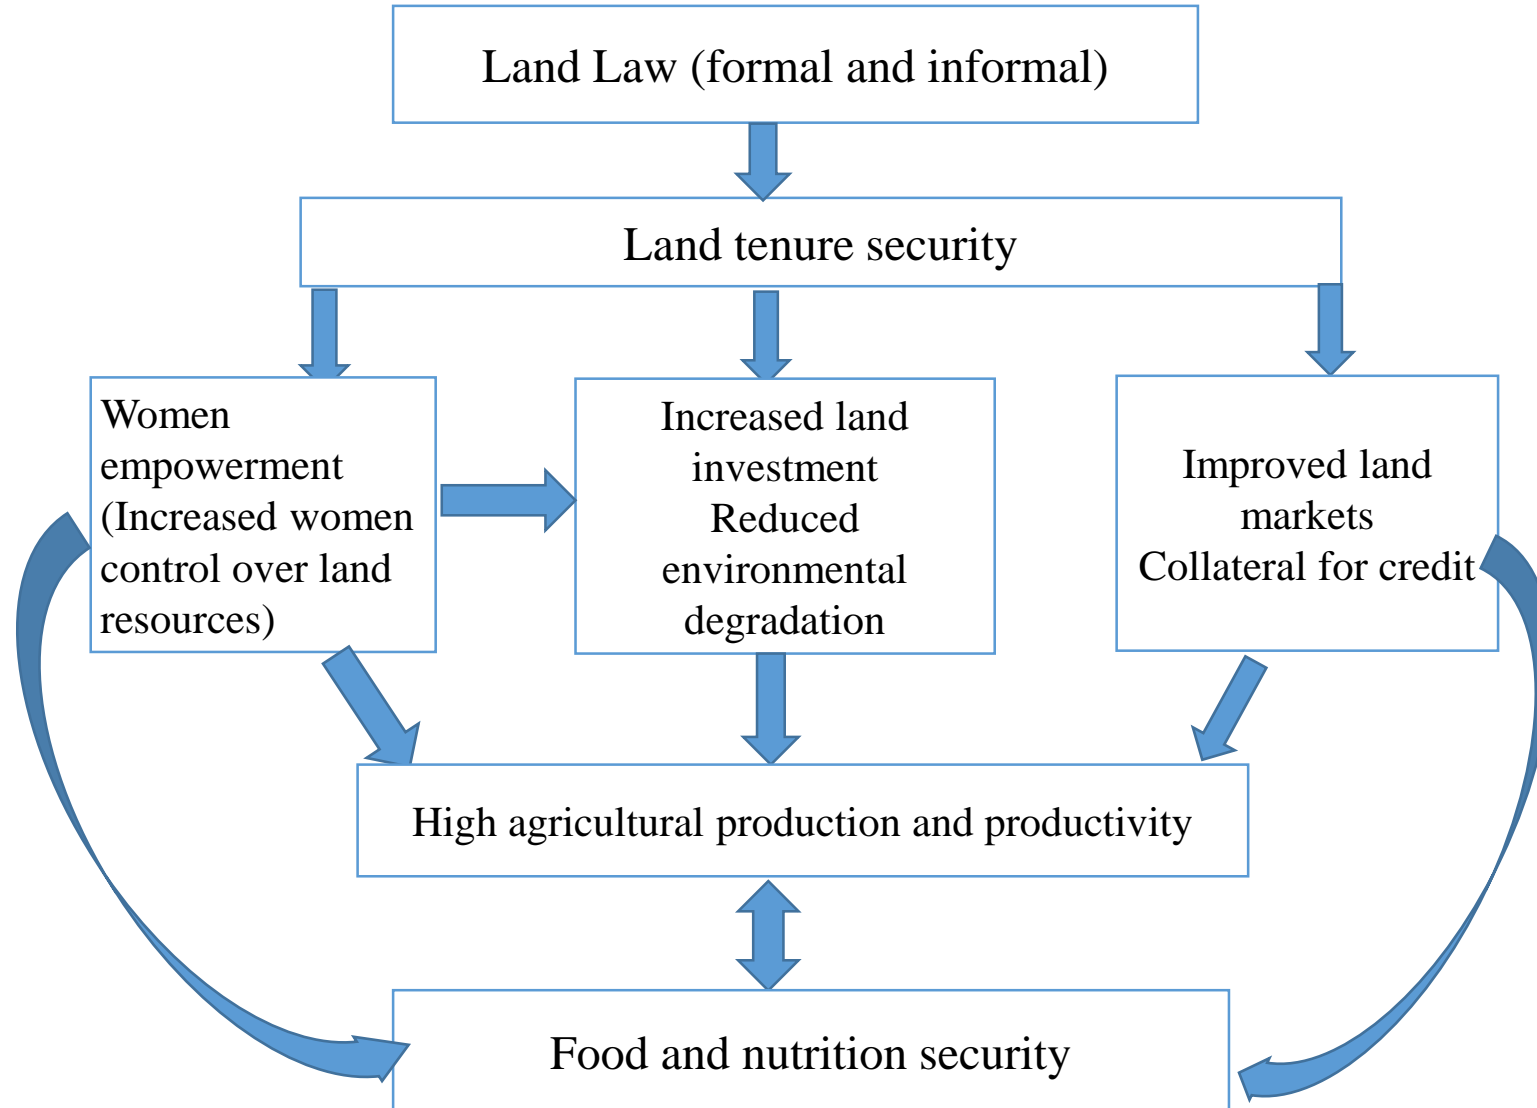 Land Law (formal and informal)
Land tenure security
Women
empowerment
(Increased women
control over land
resources)
Increased land
investment
Reduced
environmental
degradation
Improved land
markets
Collateral for credit
High agricultural production and productivity
Food and nutrition security